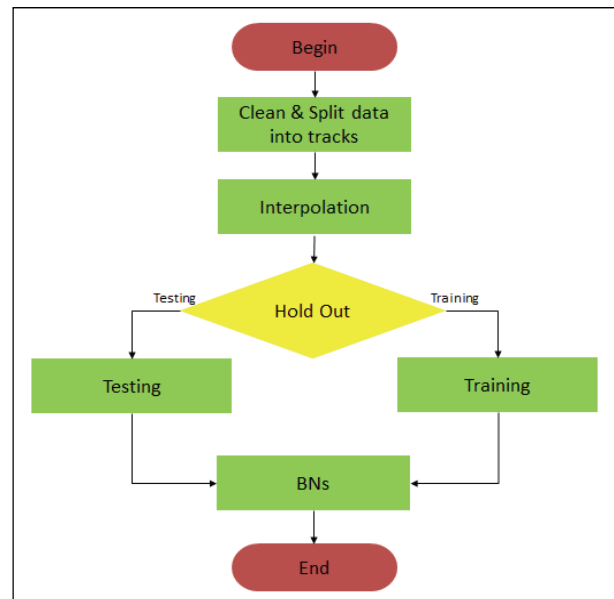 Begin
Clean & Split data
into tracks
Interpolation
Testing
Training
Hold Out
Testing
Training
BNs
End